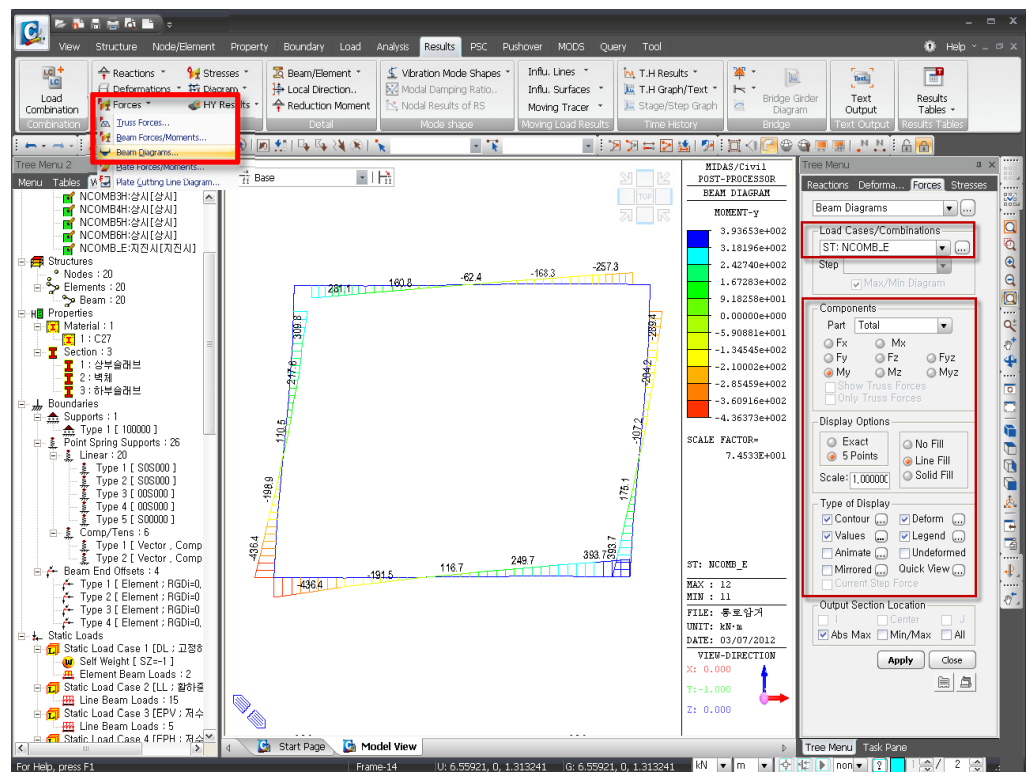 View Structure Node/Element Property Boundary Load Analysis Results PSC Pushover MODS Query Tool Help
Reactions Stresses Beam/Element Vibration Mode Shapes Influ. Lines T.H Results
Deformations Diagram Local Direction.. Modal Damping Ratio.. Influ. Surfaces T.H Graph/Text
Load Combination Forces HY Results Reduction Moment Nodal Results of RS Moving Tracer Stage/Step Graph Bridge Girder Diagram Text Output Results Tables
Combination Detail Mode shape Moving Load Results Time History Bridge Text Output Results Tables
Truss Forces...
Beam Forces/Moments...
Beam Diagrams...
Plate Forces/Moments...
Plate Cutting Line Diagram...
Base
Tree Menu 2
Menu Tables
NCOMB3H:상시[상시]
NCOMB4H:상시[상시]
NCOMB5H:상시[상시]
NCOMB6H:상시[상시]
NCOMB_E:지진시[지진시]
Structures
Nodes : 20
Elements : 20
Beam : 20
Properties
Material : 1
1 : C27
Section : 3
1 : 상부슬래브
2 : 벽체
3 : 하부슬래브
Boundaries
Supports : 1
Type 1 [ 100000 ]
Point Spring Supports : 26
Linear : 20
Type 1 [ S0S000 ]
Type 2 [ S0S000 ]
Type 3 [ 00S000 ]
Type 4 [ 00S000 ]
Type 5 [ S00000 ]
Comp/Tens : 6
Type 1 [ Vector , Comp
Type 2 [ Vector , Comp
Beam End Offsets : 4
Type 1 [ Element ; RGDi=0,
Type 2 [ Element ; RGDi=0,
Type 3 [ Element ; RGDi=0
Type 4 [ Element ; RGDi=0,
Static Loads
Static Load Case 1 [DL ; 고정하
Self Weight [ SZ=-1 ]
Element Beam Loads : 2
Static Load Case 2 [LL ; 활하중
Line Beam Loads : 15
Static Load Case 3 [EPV ; 저수
Line Beam Loads : 5
Static Load Case 4 [EPH ; 저수
TOP
281.1 160.8 -62.4 -168.3 -257.3
309.8
217.6
110.5
-198.9
-436.4
-289.4
-204.2
-107.2
175.1
393.7
-436.4 -191.5 116.7 249.7 393.7
MIDAS/Civil
POST-PROCESSOR
BEAM DIAGRAM
MOMENT-y
3.93653e+002
3.18196e+002
2.42740e+002
1.67283e+002
9.18258e+001
0.00000e+000
-5.90881e+001
-1.34545e+002
-2.10002e+002
-2.85459e+002
-3.60916e+002
-4.36373e+002
SCALE FACTOR=
7.4533E+001
ST: NCOMB_E
MAX : 12
MIN : 11
FILE: 통로암거
UNIT: kN·m
DATE: 03/07/2012
VIEW-DIRECTION
X: 0.000
Y:-1.000
Z: 0.000
Tree Menu
Reactions Deforma... Forces Stresses
Beam Diagrams ...
Load Cases/Combinations
ST: NCOMB_E ...
Step
Max/Min Diagram
Components
Part Total
Fx Mx
Fy Fz Fyz
My Mz Myz
Show Truss Forces
Only Truss Forces
Display Options
Exact No Fill
5 Points Line Fill
Scale: 1.00000C Solid Fill
Type of Display
Contour ... Deform ...
Values ... Legend ...
Animate ... Undeformed
Mirrored ... Quick View ...
Current Step Force
Output Section Location
I Center J
Abs Max Min/Max All
Apply Close
Start Page Model View
Tree Menu Task Pane
For Help, press F1 Frame-14 U: 6.55921, 0, 1.313241 G: 6.55921, 0, 1.313241 kN m non 1 / 2